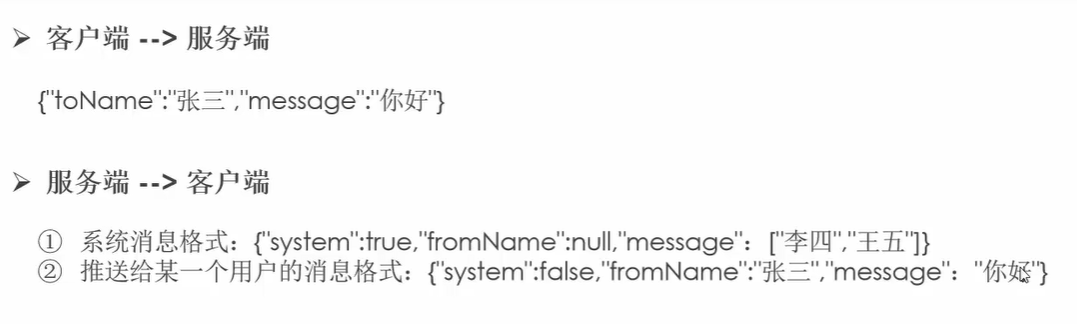 ➢ 客户端 --> 服务端
{"toName":"张三","message":"你好"}
➢ 服务端 --> 客户端
① 系统消息格式：{"system":true,"fromName":null,"message"：["李四","王五"]}
② 推送给某一个用户的消息格式：{"system":false,"fromName":"张三","message"："你好"}